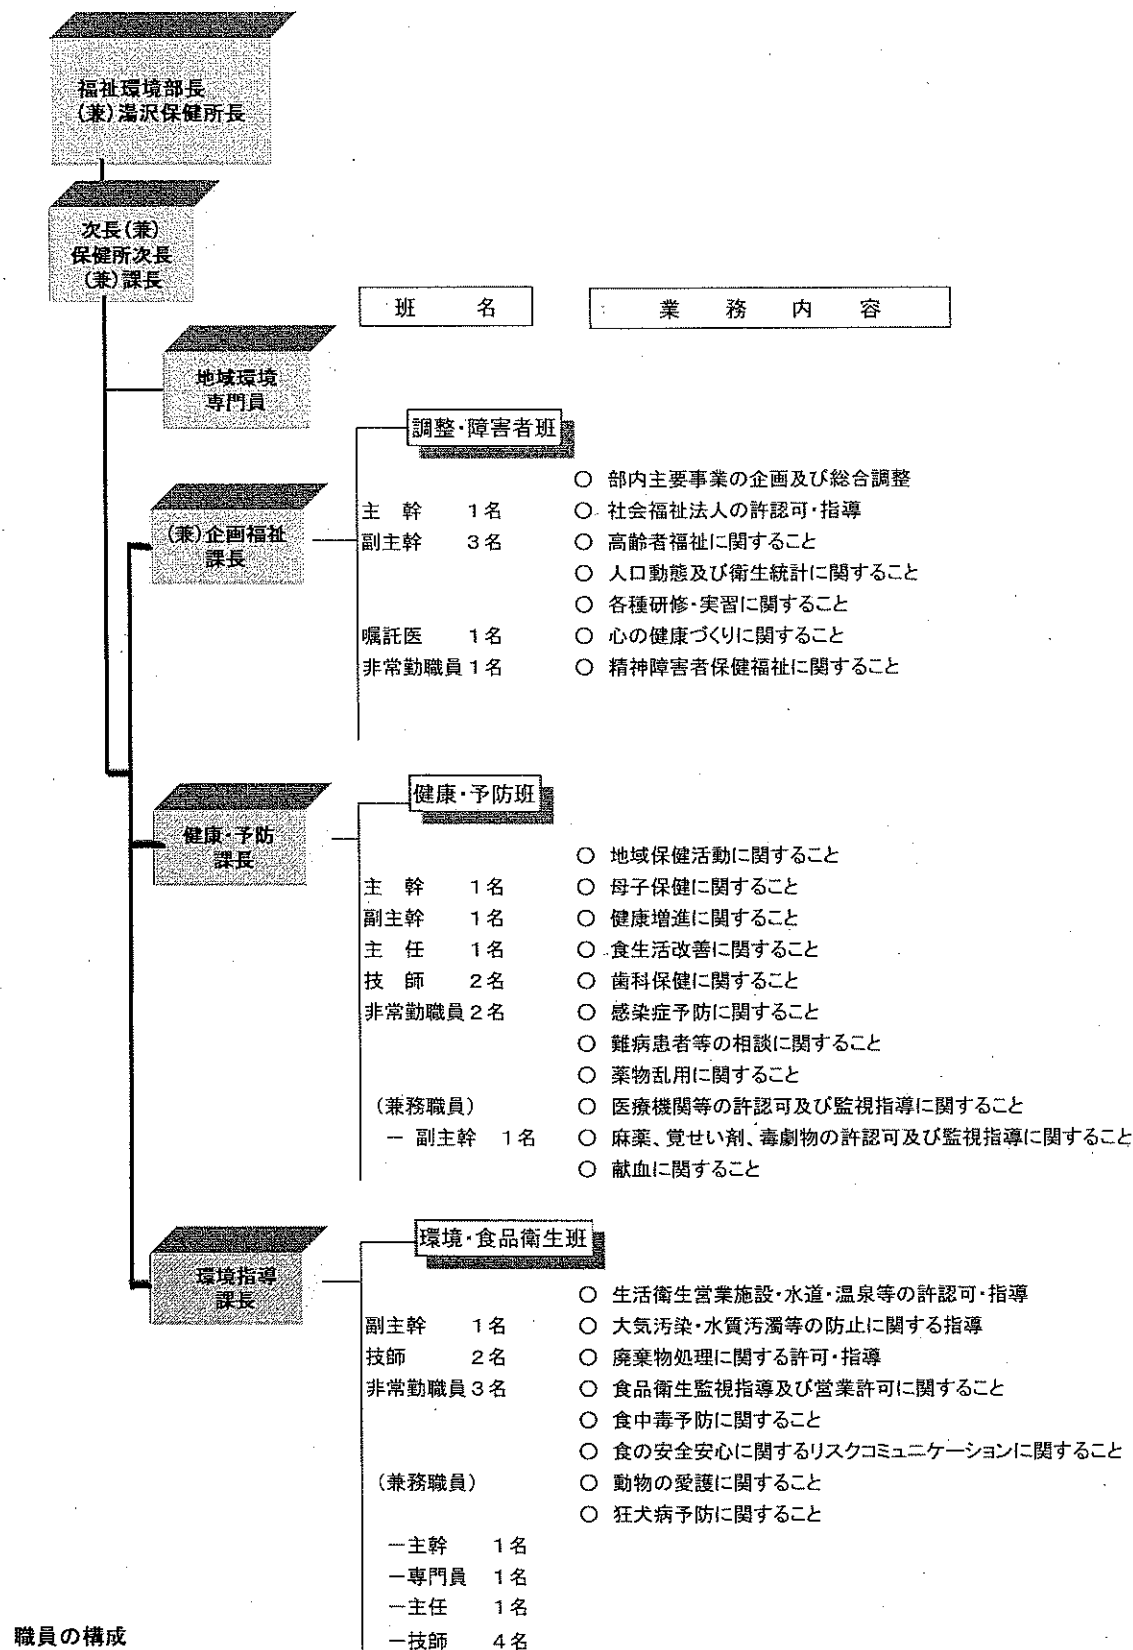 福祉環境部長
(兼)湯沢保健所長
次長(兼)
保健所次長
(兼)課長
班　名
業　務　内　容
地域環境
専門員
調整・障害者班
(兼)企画福祉
課長
○ 部内主要事業の企画及び総合調整
主　幹　1名　○ 社会福祉法人の許認可・指導
副主幹　3名　○ 高齢者福祉に関すること
○ 人口動態及び衛生統計に関すること
○ 各種研修・実習に関すること
嘱託医　1名　○ 心の健康づくりに関すること
非常勤職員 1名　○ 精神障害者保健福祉に関すること
健康・予防班
健康・予防
課長
○ 地域保健活動に関すること
主　幹　1名　○ 母子保健に関すること
副主幹　1名　○ 健康増進に関すること
主　任　1名　○ 食生活改善に関すること
技　師　2名　○ 歯科保健に関すること
非常勤職員 2名　○ 感染症予防に関すること
○ 難病患者等の相談に関すること
○ 薬物乱用に関すること
(兼務職員)　○ 医療機関等の許認可及び監視指導に関すること
－ 副主幹　1名　○ 麻薬、覚せい剤、毒劇物の許認可及び監視指導に関すること
○ 献血に関すること
環境・食品衛生班
環境指導
課長
○ 生活衛生営業施設・水道・温泉等の許認可・指導
副主幹　1名　○ 大気汚染・水質汚濁等の防止に関する指導
技師　2名　○ 廃棄物処理に関する許可・指導
非常勤職員 3名　○ 食品衛生監視指導及び営業許可に関すること
○ 食中毒予防に関すること
○ 食の安全安心に関するリスクコミュニケーションに関すること
(兼務職員)　○ 動物の愛護に関すること
○ 狂犬病予防に関すること
－主幹　1名
－専門員　1名
－主任　1名
－技師　4名
職員の構成